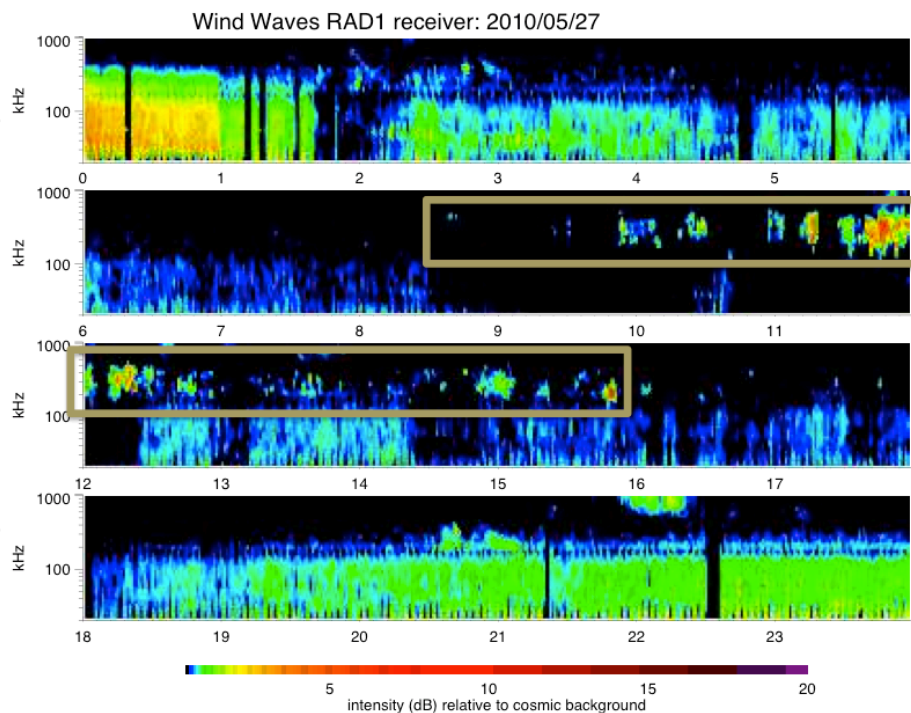 Wind Waves RAD1 receiver: 2010/05/27
1000
kHz
100
0 1 2 3 4 5
1000
kHz
100
6 7 8 9 10 11
1000
kHz
100
12 13 14 15 16 17
1000
kHz
100
18 19 20 21 22 23
5 10 15 20
intensity (dB) relative to cosmic background